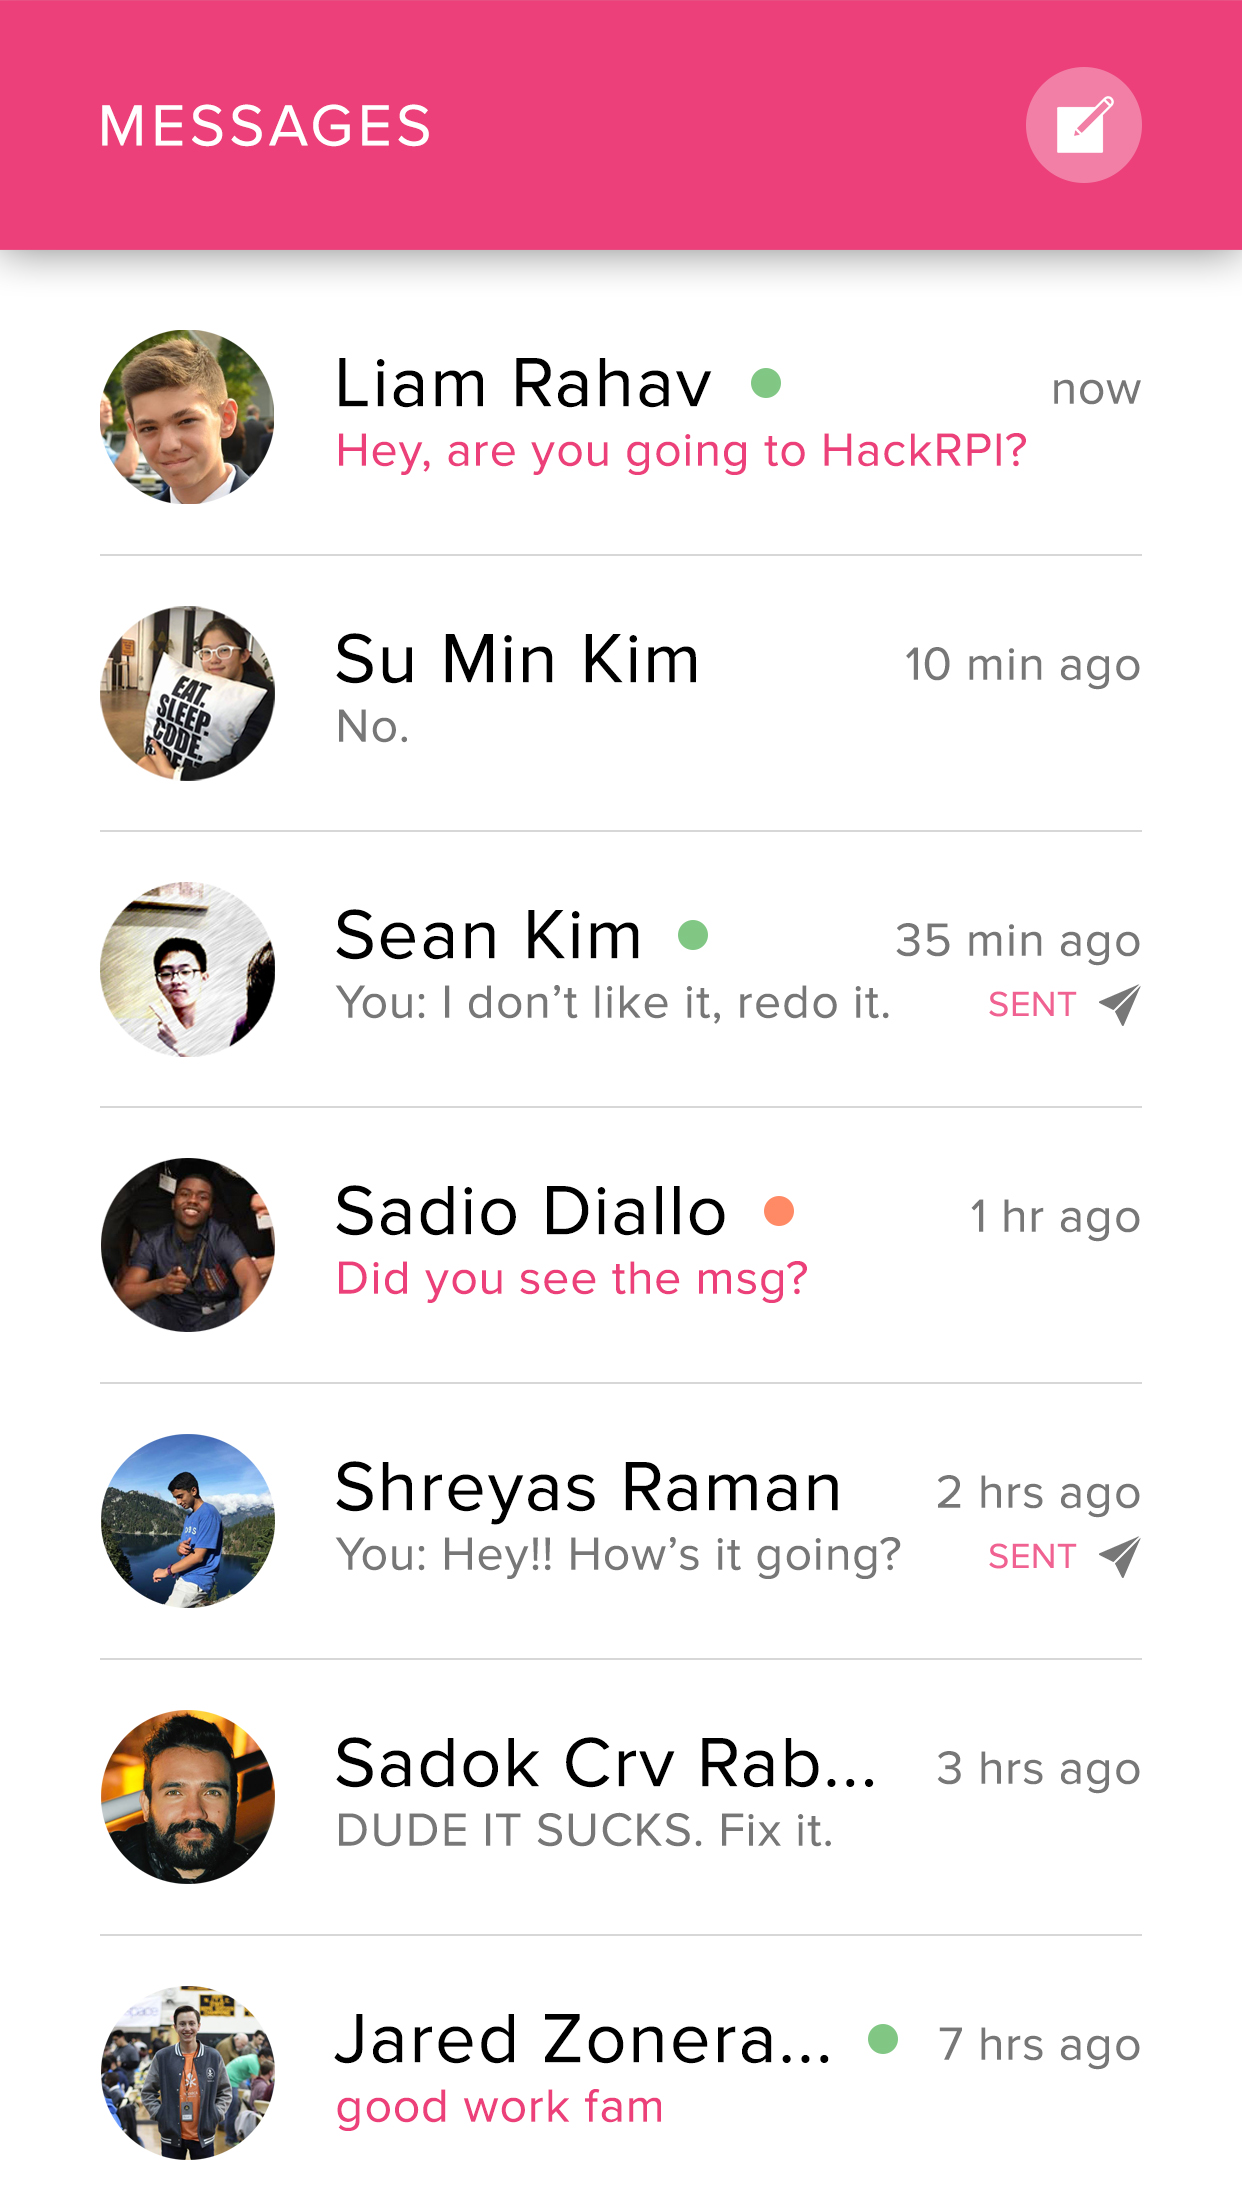 MESSAGES
Liam Rahav now
Hey, are you going to HackRPI?
EAT.
SLEEP.
CODE.
Su Min Kim 10 min ago
No.
Sean Kim 35 min ago
You: I don’t like it, redo it. SENT
Sadio Diallo 1 hr ago
Did you see the msg?
Shreyas Raman 2 hrs ago
You: Hey!! How’s it going? SENT
Sadok Crv Rab... 3 hrs ago
DUDE IT SUCKS. Fix it.
Jared Zonera... 7 hrs ago
good work fam